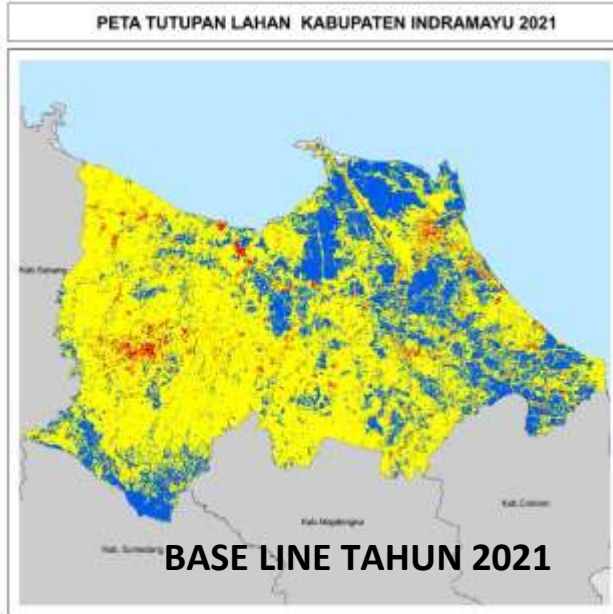 PETA TUTUPAN LAHAN KABUPATEN INDRAMAYU 2021
Kab.Subang
Kab.Cirebon
Kab.Majalengka
Kab. Sumedang
BASE LINE TAHUN 2021